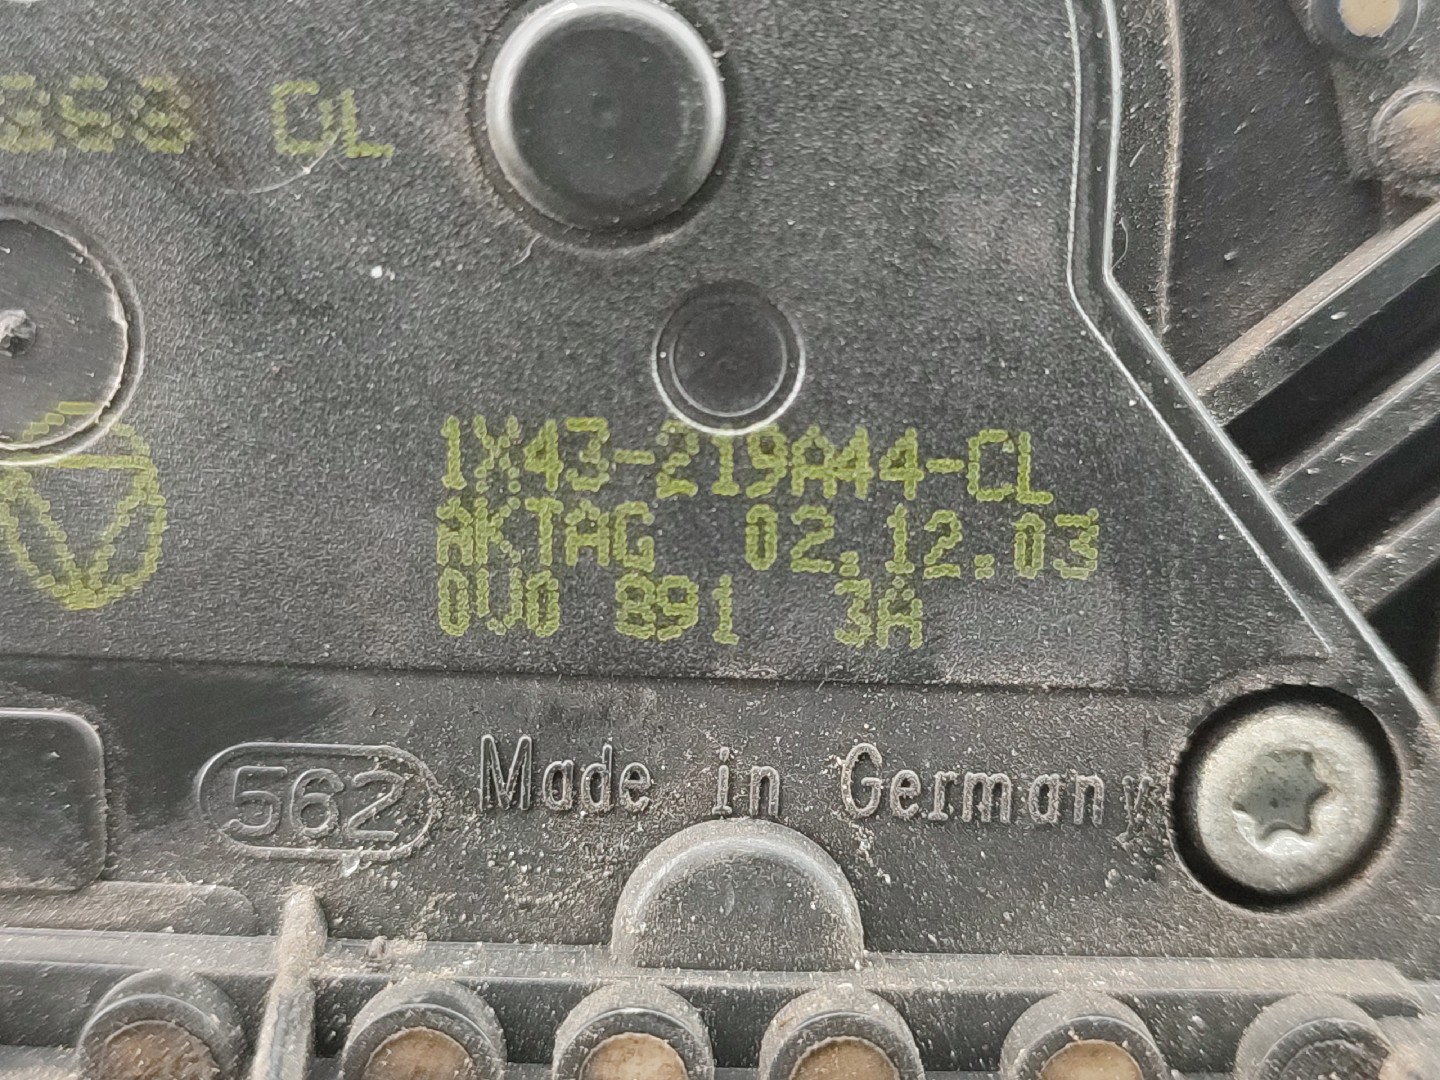 CL
1X43-219A44-CL
AKTAG 02.12.03
0U0 891 3A
562 Made in Germany